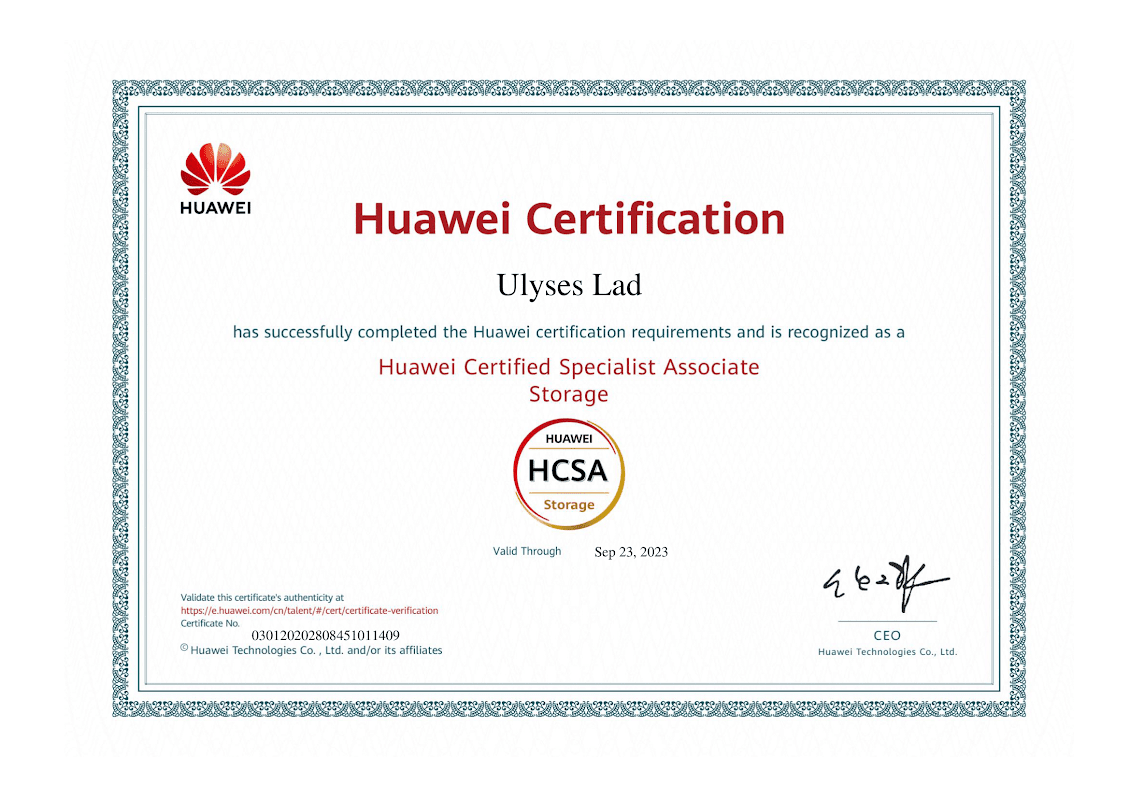 HUAWEI
Huawei Certification
Ulyses Lad
has successfully completed the Huawei certification requirements and is recognized as a
Huawei Certified Specialist Associate
Storage
HUAWEI
HCSA
Storage
Valid Through Sep 23, 2023
Validate this certificate's authenticity at
https://e.huawei.com/cn/talent/#/cert/certificate-verification
Certificate No.
030120202808451011409
© Huawei Technologies Co. , Ltd. and/or its affiliates
CEO
Huawei Technologies Co., Ltd.